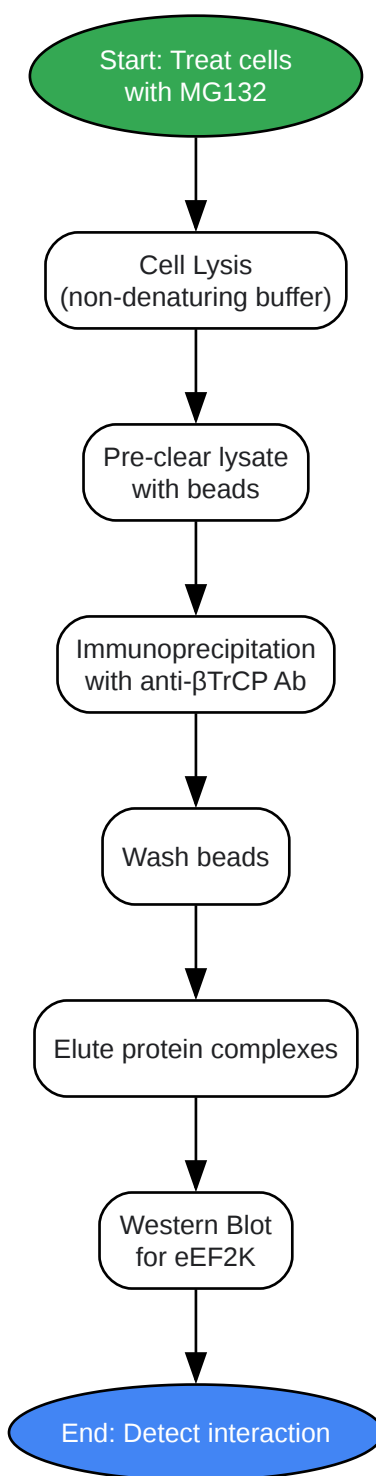 Start: Treat cells
with MG132
Cell Lysis
(non-denaturing buffer)
Pre-clear lysate
with beads
Immunoprecipitation
with anti-βTrCP Ab
Wash beads
Elute protein complexes
Western Blot
for eEF2K
End: Detect interaction